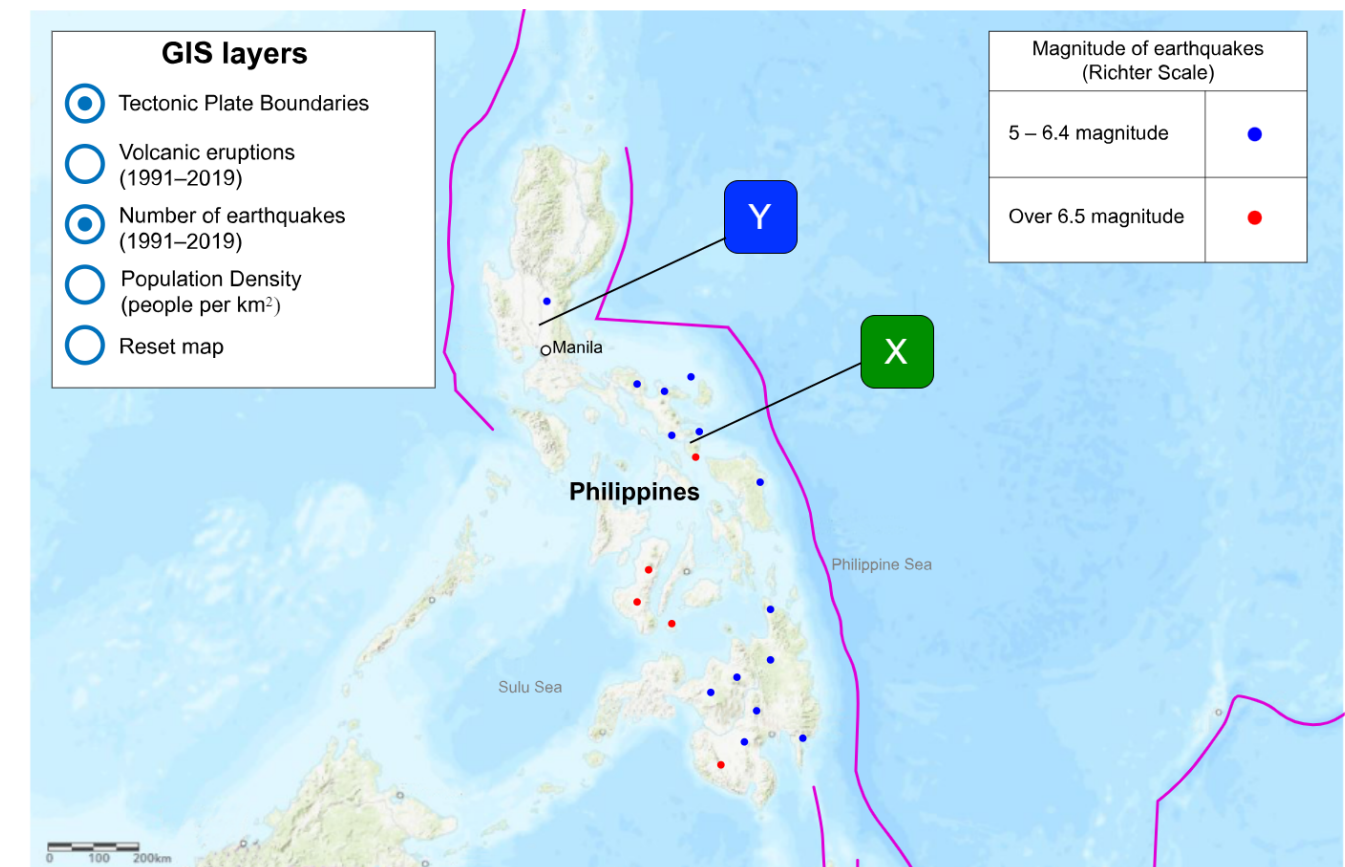 GIS layers
Tectonic Plate Boundaries
Volcanic eruptions
(1991–2019)
Number of earthquakes
(1991–2019)
Population Density
(people per km²)
Reset map
Magnitude of earthquakes
(Richter Scale)
5 – 6.4 magnitude
Over 6.5 magnitude
Y
X
Manila
Philippines
Philippine Sea
Sulu Sea
0 100 200km